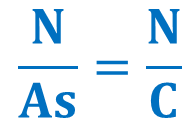 N/As = N/C